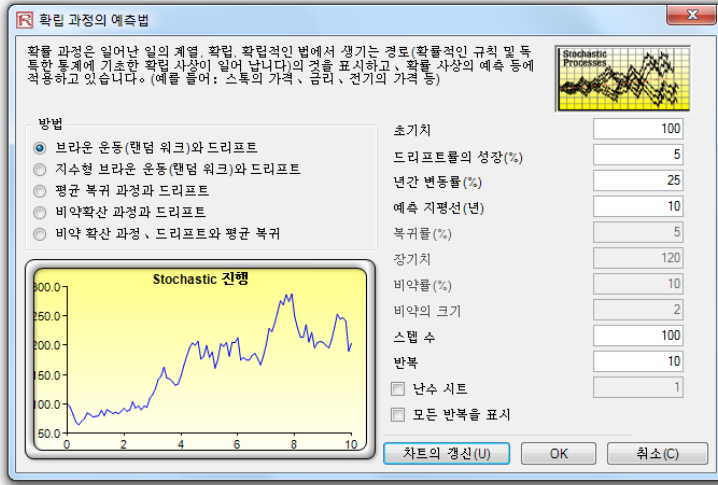 확립 과정의 예측법
확률 과정은 일어난 일의 계열, 확립, 확립적인 법에서 생기는 경로(확률적인 규칙 및 독
특한 통계에 기초한 확립 사상이 일어 납니다)의 것을 표시하고、확률 사상의 예측 등에
적용하고 있습니다。(예를 들어: 스톡의 가격、금리、전기의 가격 등)
Stochastic
Processes
방법
브라운 운동(랜덤 워크)와 드리프트
지수형 브라운 운동(랜덤 워크)와 드리프트
평균 복귀 과정과 드리프트
비약확산 과정과 드리프트
비약 확산 과정、드리프트와 평균 복귀
초기치 100
드리프트률의 성장(%) 5
년간 변동률(%) 25
예측 지평선(년) 10
복귀률(%) 5
장기치 120
비약률(%) 10
비약의 크기 2
스텝 수 100
반복 10
난수 시트 1
모든 반복을 표시
Stochastic 진행
300.0
250.0
200.0
150.0
100.0
50.0
0 2 4 6 8 10
차트의 갱신(U) OK 취소(C)